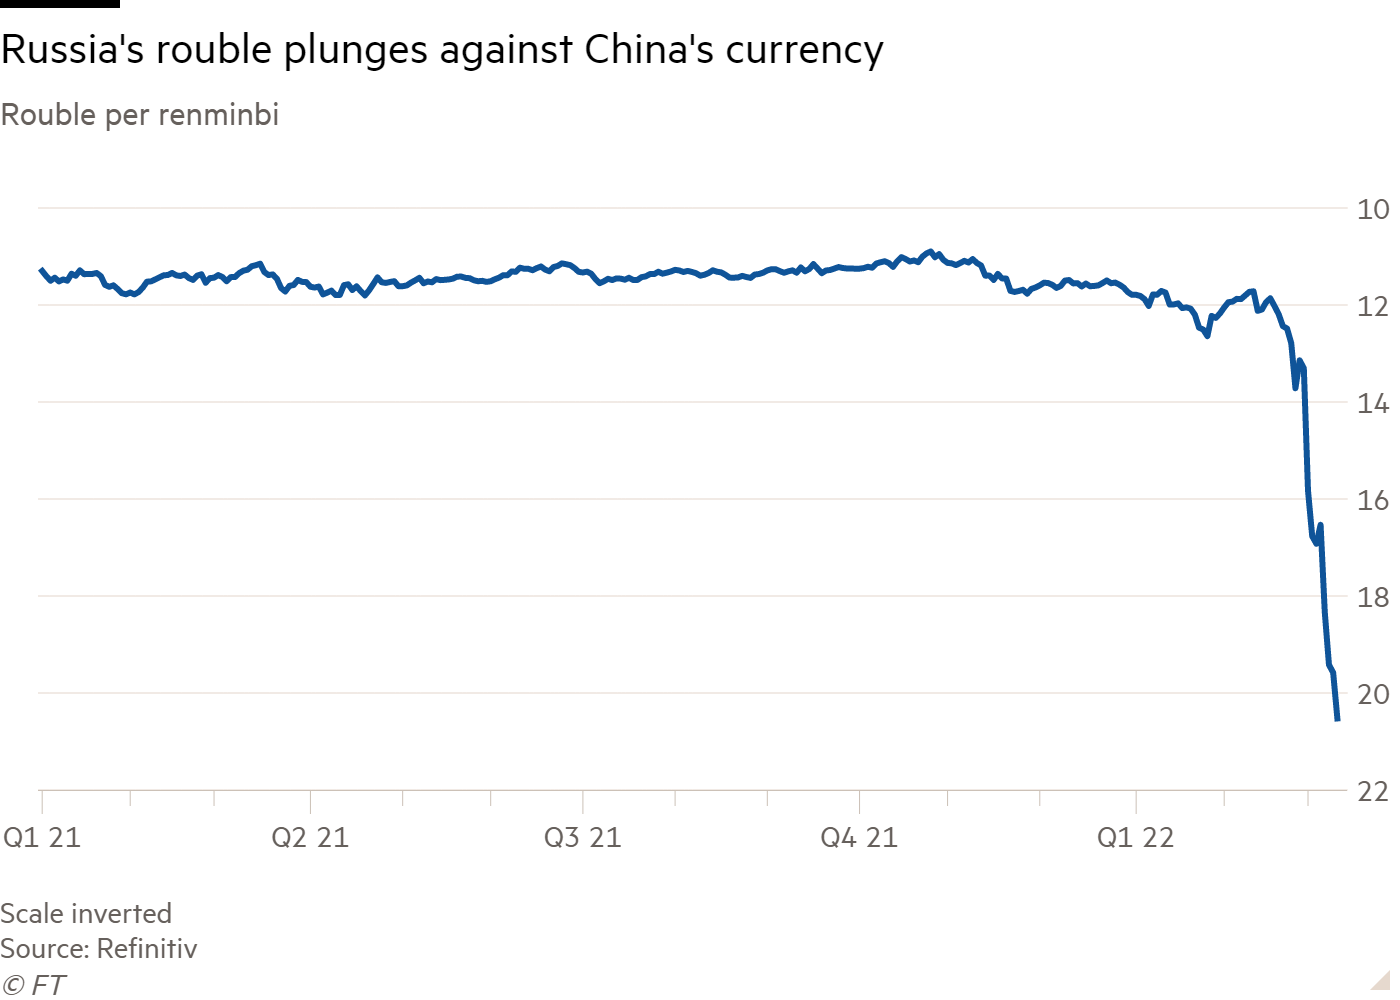 Russia's rouble plunges against China's currency
Rouble per renminbi
10
12
14
16
18
20
22
Q1 21
Q2 21
Q3 21
Q4 21
Q1 22
Scale inverted
Source: Refinitiv
© FT